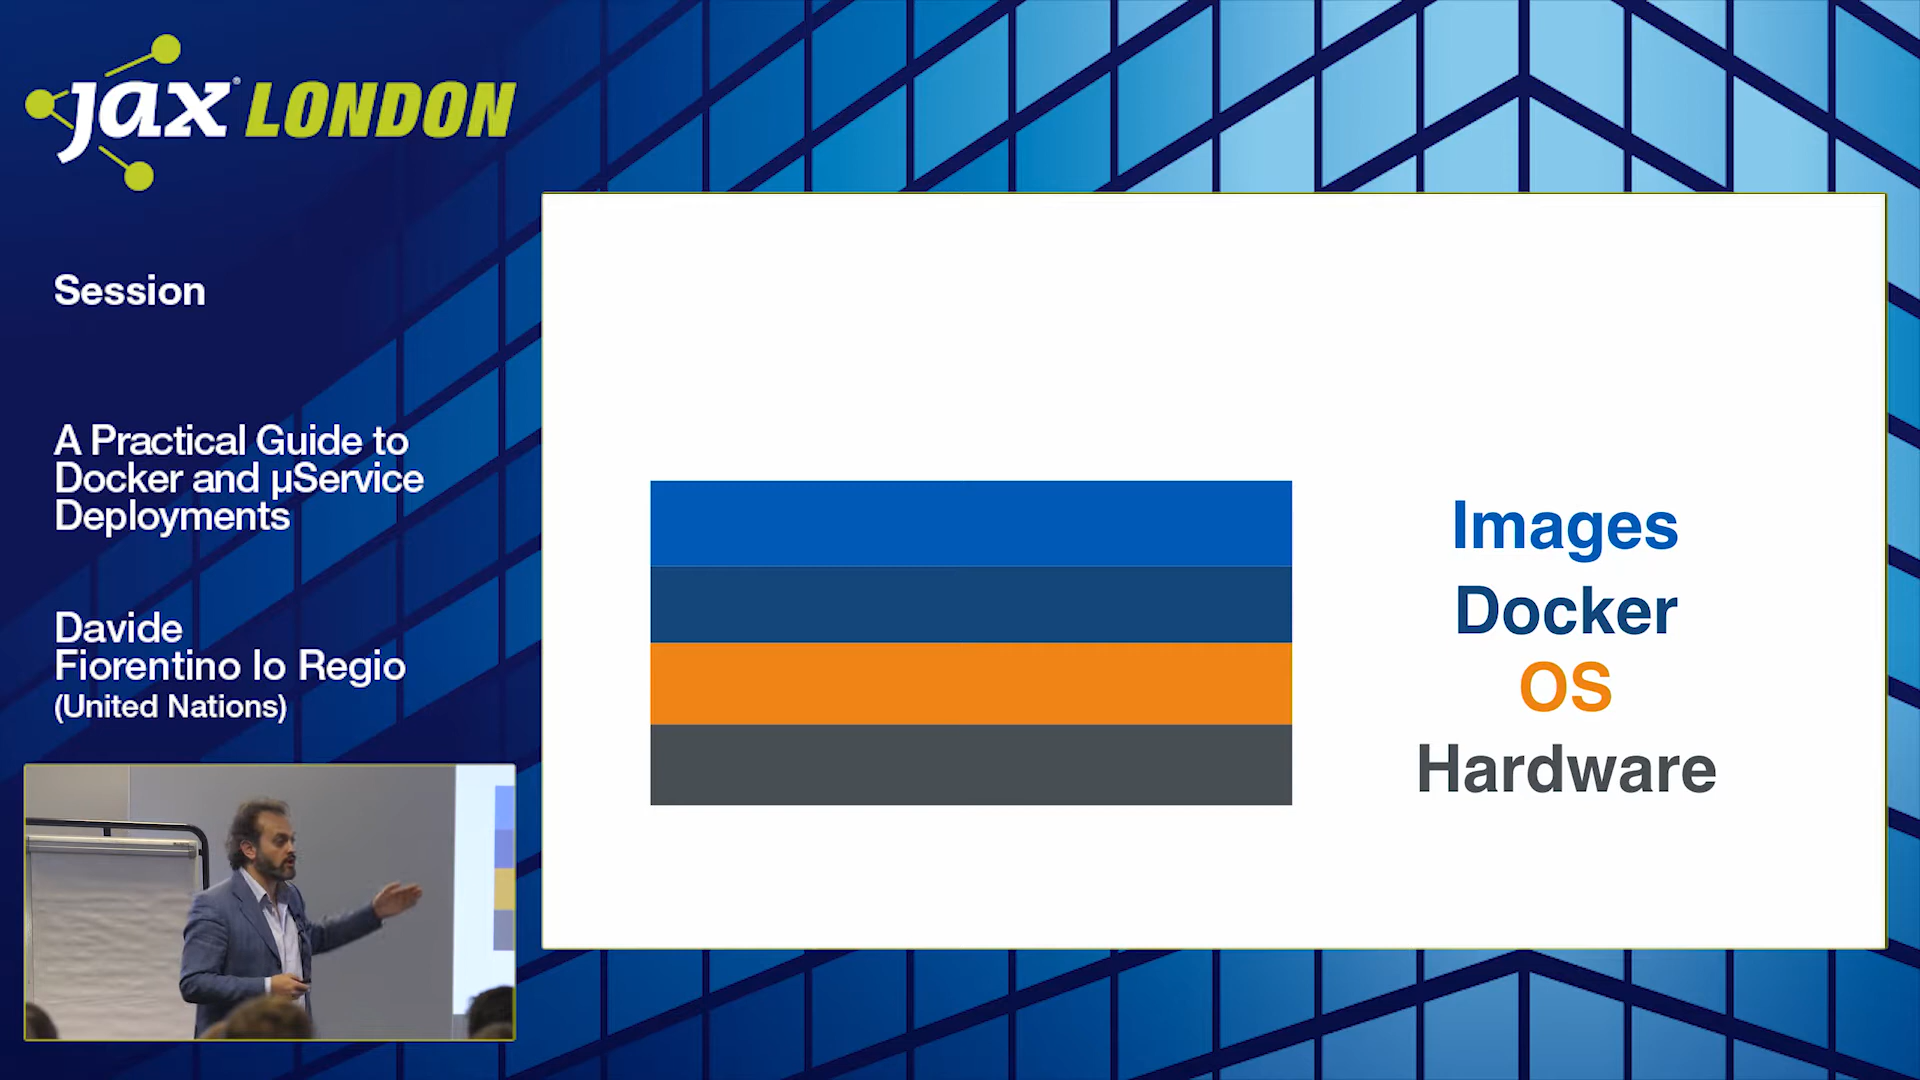 jax® LONDON
Session
A Practical Guide to
Docker and µService
Deployments
Davide
Fiorentino lo Regio
(United Nations)
Images
Docker
OS
Hardware